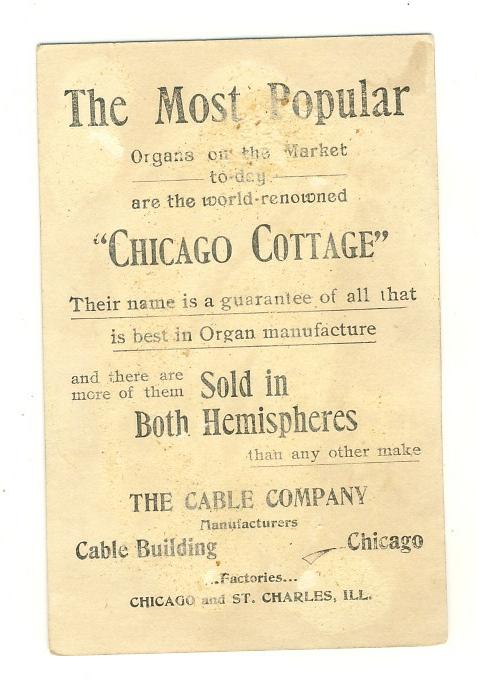 The Most Popular
Organs on the Market
to-day
are the world-renowned
"CHICAGO COTTAGE"
Their name is a guarantee of all that
is best in Organ manufacture
and there are
more of them Sold in
Both Hemispheres
than any other make
THE CABLE COMPANY
Manufacturers
Cable Building Chicago
...Factories...
CHICAGO and ST. CHARLES, ILL.